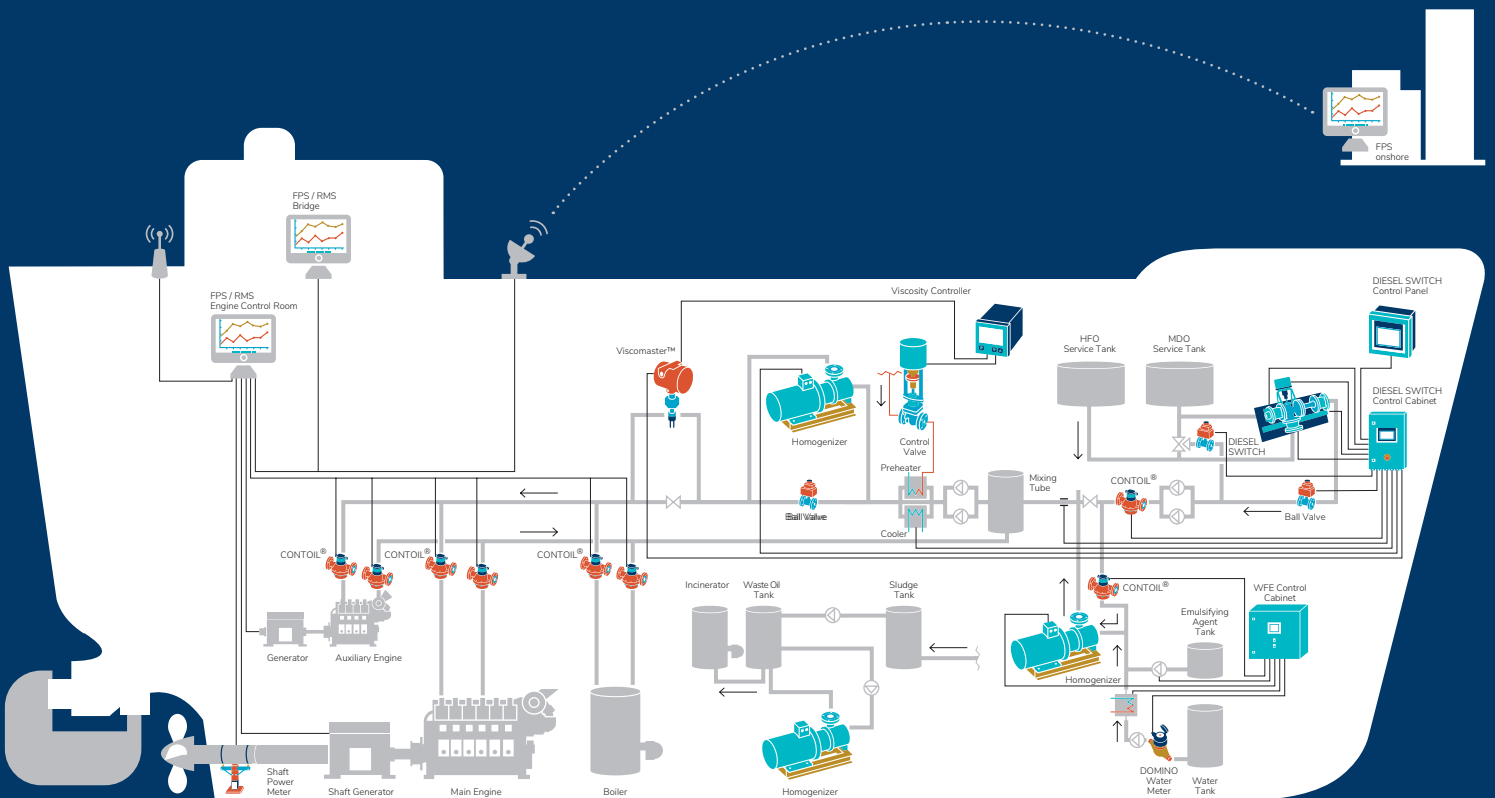 FPS
onshore
FPS / RMS
Bridge
FPS / RMS
Engine Control Room
Viscosity Controller
DIESEL SWITCH
Control Panel
HFO
Service Tank
MDO
Service Tank
Viscomaster™
DIESEL SWITCH
Control Cabinet
Homogenizer
Control
Valve
DIESEL
SWITCH
Preheater
Mixing
Tube
CONTOIL®
Ball Valve
Ball Valve
Cooler
CONTOIL®
CONTOIL®
CONTOIL®
Incinerator
Waste Oil
Tank
Sludge
Tank
CONTOIL®
WFE Control
Cabinet
Emulsifying
Agent
Tank
Generator
Auxiliary Engine
Homogenizer
Shaft
Power
Meter
Shaft Generator
Main Engine
Boiler
Homogenizer
DOMINO
Water
Meter
Water
Tank